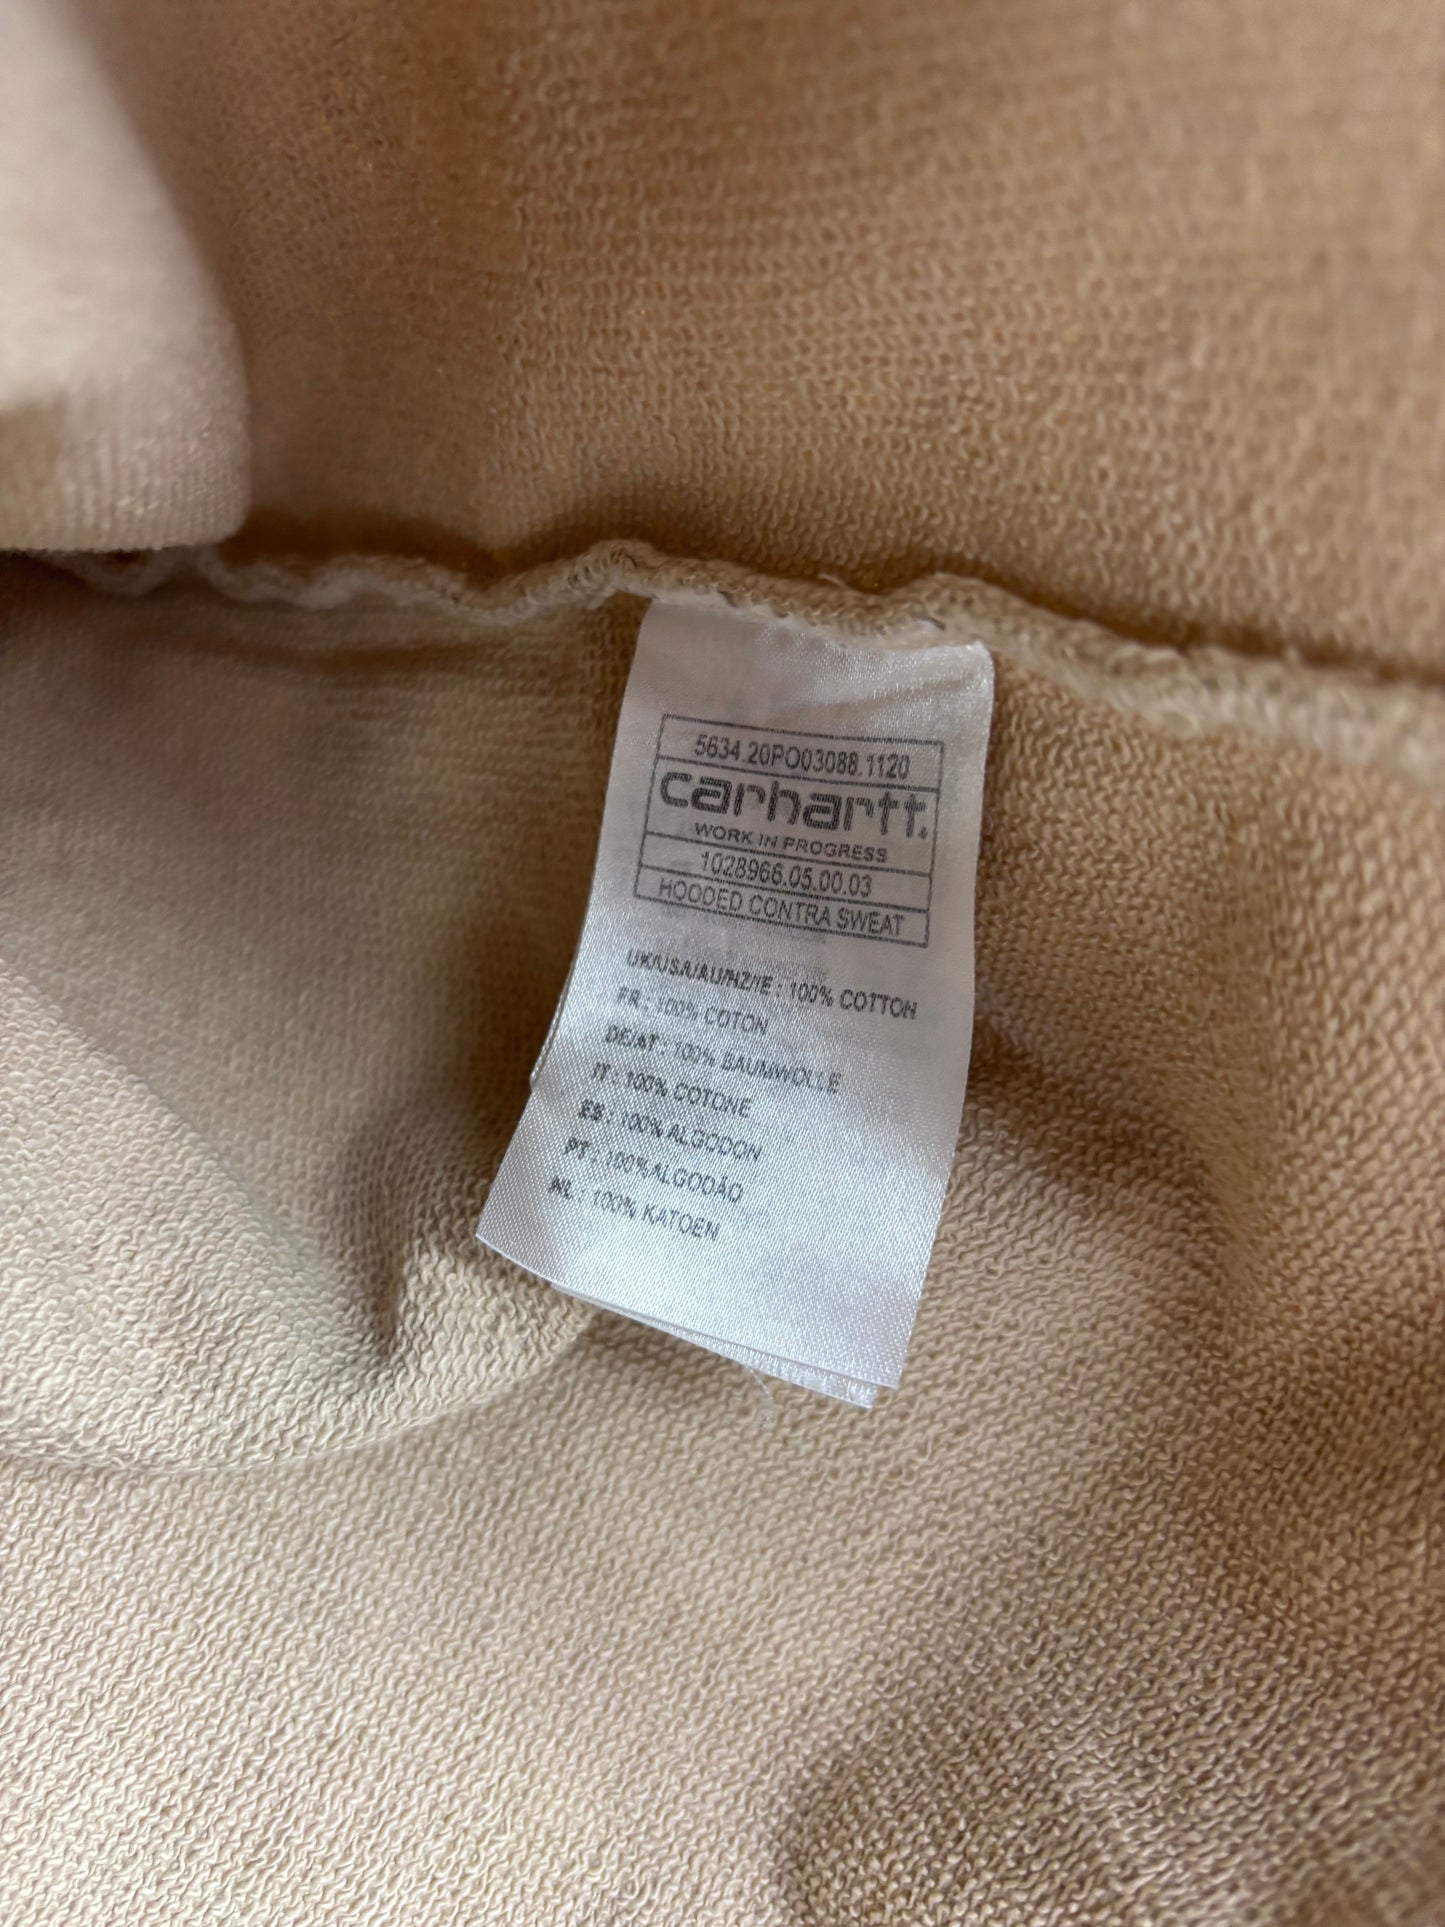 5634.20PO03088.1120
carhartt.
WORK IN PROGRESS
1028966.05.00.03
HOODED CONTRA SWEAT
UK/USA/AU/NZ/IE : 100% COTTON
FR : 100% COTON
DE/AT : 100% BAUMWOLLE
IT : 100% COTONE
ES : 100% ALGODON
PT : 100% ALGODÃO
NL : 100% KATOEN